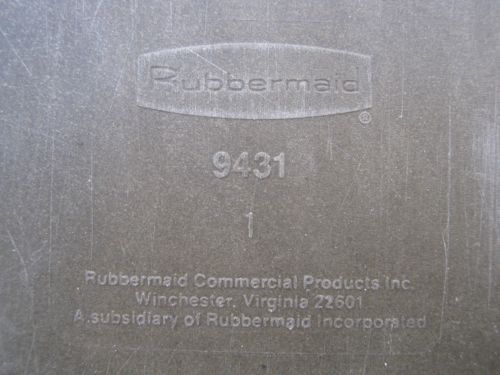 Rubbermaid
®
9431
1
Rubbermaid Commercial Products Inc.
Winchester, Virginia 22601
A subsidiary of Rubbermaid Incorporated